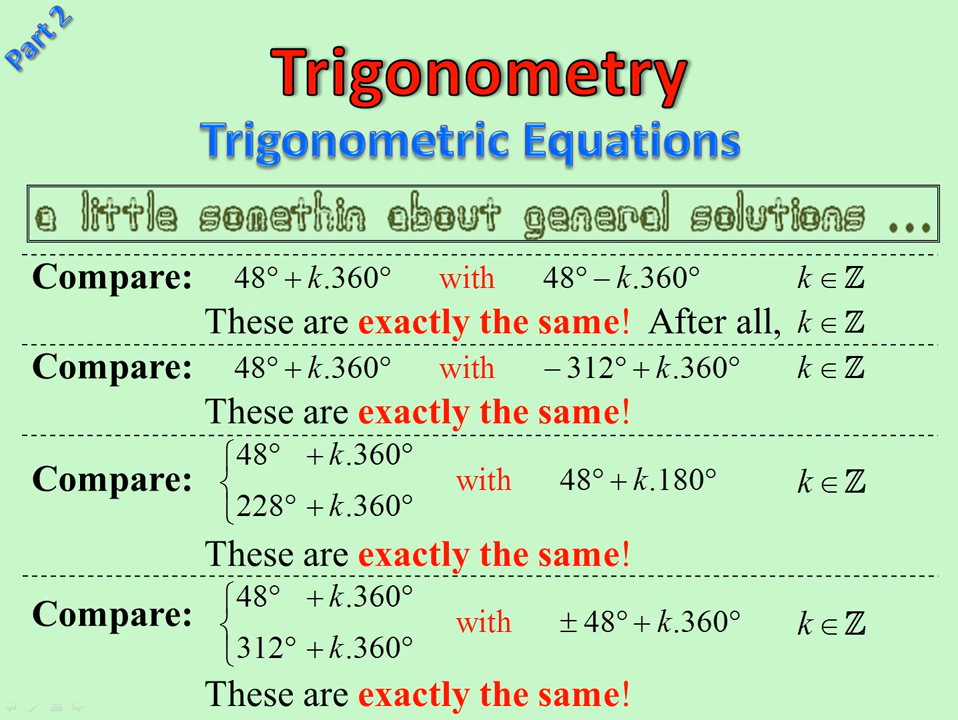 Part 2
Trigonometry
Trigonometric Equations
a little somethin about general solutions ...
Compare: 48° + k.360° with 48° − k.360° k ∈ ℤ
These are exactly the same! After all, k ∈ ℤ
Compare: 48° + k.360° with − 312° + k.360° k ∈ ℤ
These are exactly the same!
48° + k.360°
Compare: with 48° + k.180° k ∈ ℤ
228° + k.360°
These are exactly the same!
48° + k.360°
Compare: with ± 48° + k.360° k ∈ ℤ
312° + k.360°
These are exactly the same!